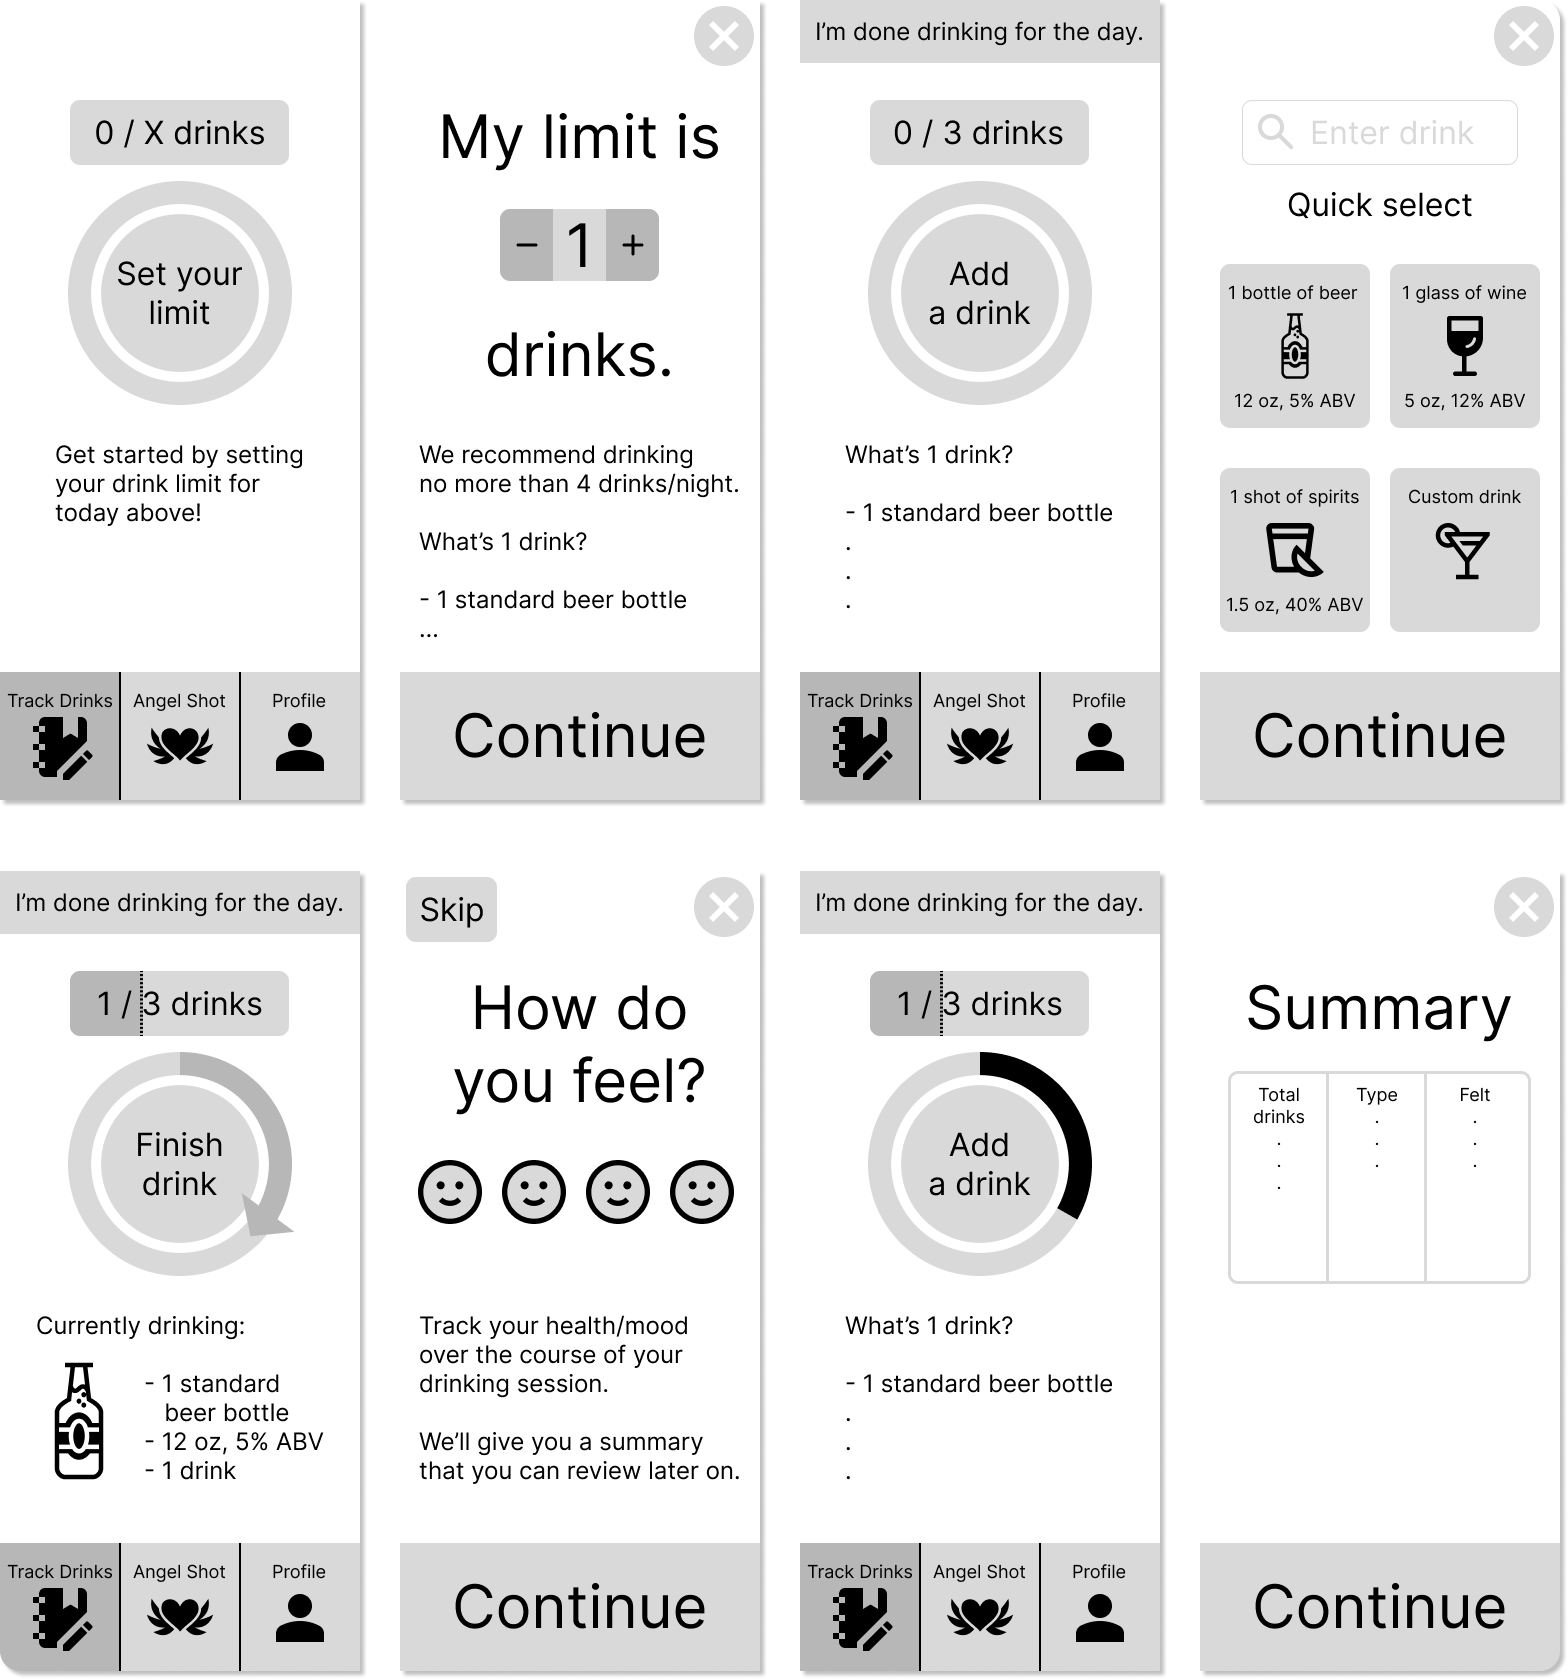 0 / X drinks
Set your
limit
Get started by setting
your drink limit for
today above!
Track Drinks
Angel Shot
Profile
My limit is
− 1 +
drinks.
We recommend drinking
no more than 4 drinks/night.
What’s 1 drink?
- 1 standard beer bottle
...
Continue
I’m done drinking for the day.
0 / 3 drinks
Add
a drink
What’s 1 drink?
- 1 standard beer bottle
.
.
.
Track Drinks
Angel Shot
Profile
Enter drink
Quick select
1 bottle of beer
12 oz, 5% ABV
1 glass of wine
5 oz, 12% ABV
1 shot of spirits
1.5 oz, 40% ABV
Custom drink
Continue
I’m done drinking for the day.
1 / 3 drinks
Finish
drink
Currently drinking:
- 1 standard
beer bottle
- 12 oz, 5% ABV
- 1 drink
Track Drinks
Angel Shot
Profile
Skip
How do
you feel?
Track your health/mood
over the course of your
drinking session.
We’ll give you a summary
that you can review later on.
Continue
I’m done drinking for the day.
1 / 3 drinks
Add
a drink
What’s 1 drink?
- 1 standard beer bottle
.
.
.
Track Drinks
Angel Shot
Profile
Summary
Total
drinks
.
.
.
Type
.
.
.
Felt
.
.
.
Continue